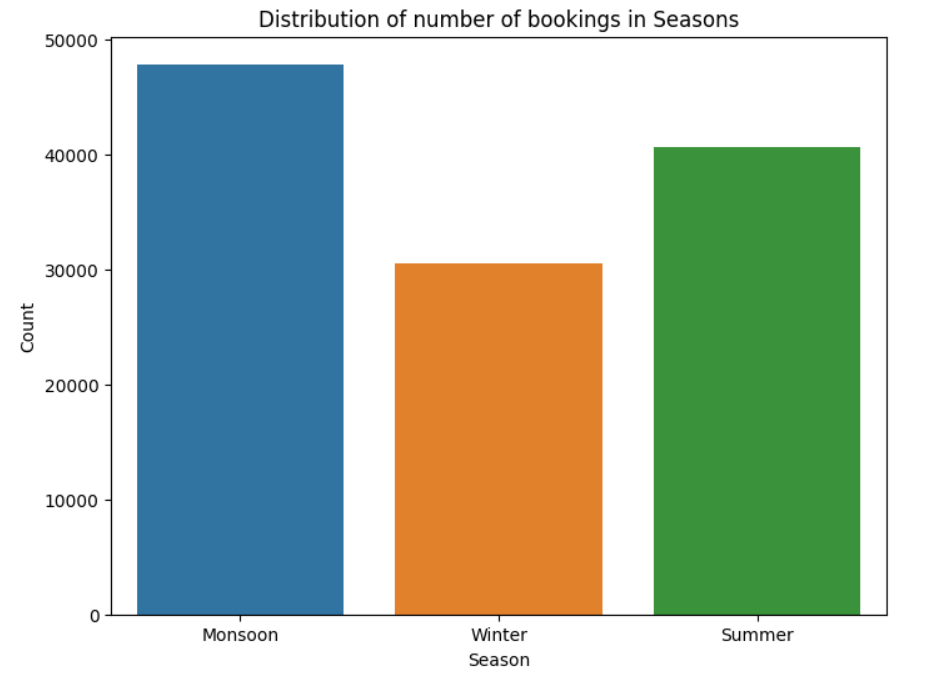 Distribution of number of bookings in Seasons
50000
40000
30000
20000
10000
0
Count
Monsoon Winter Summer
Season